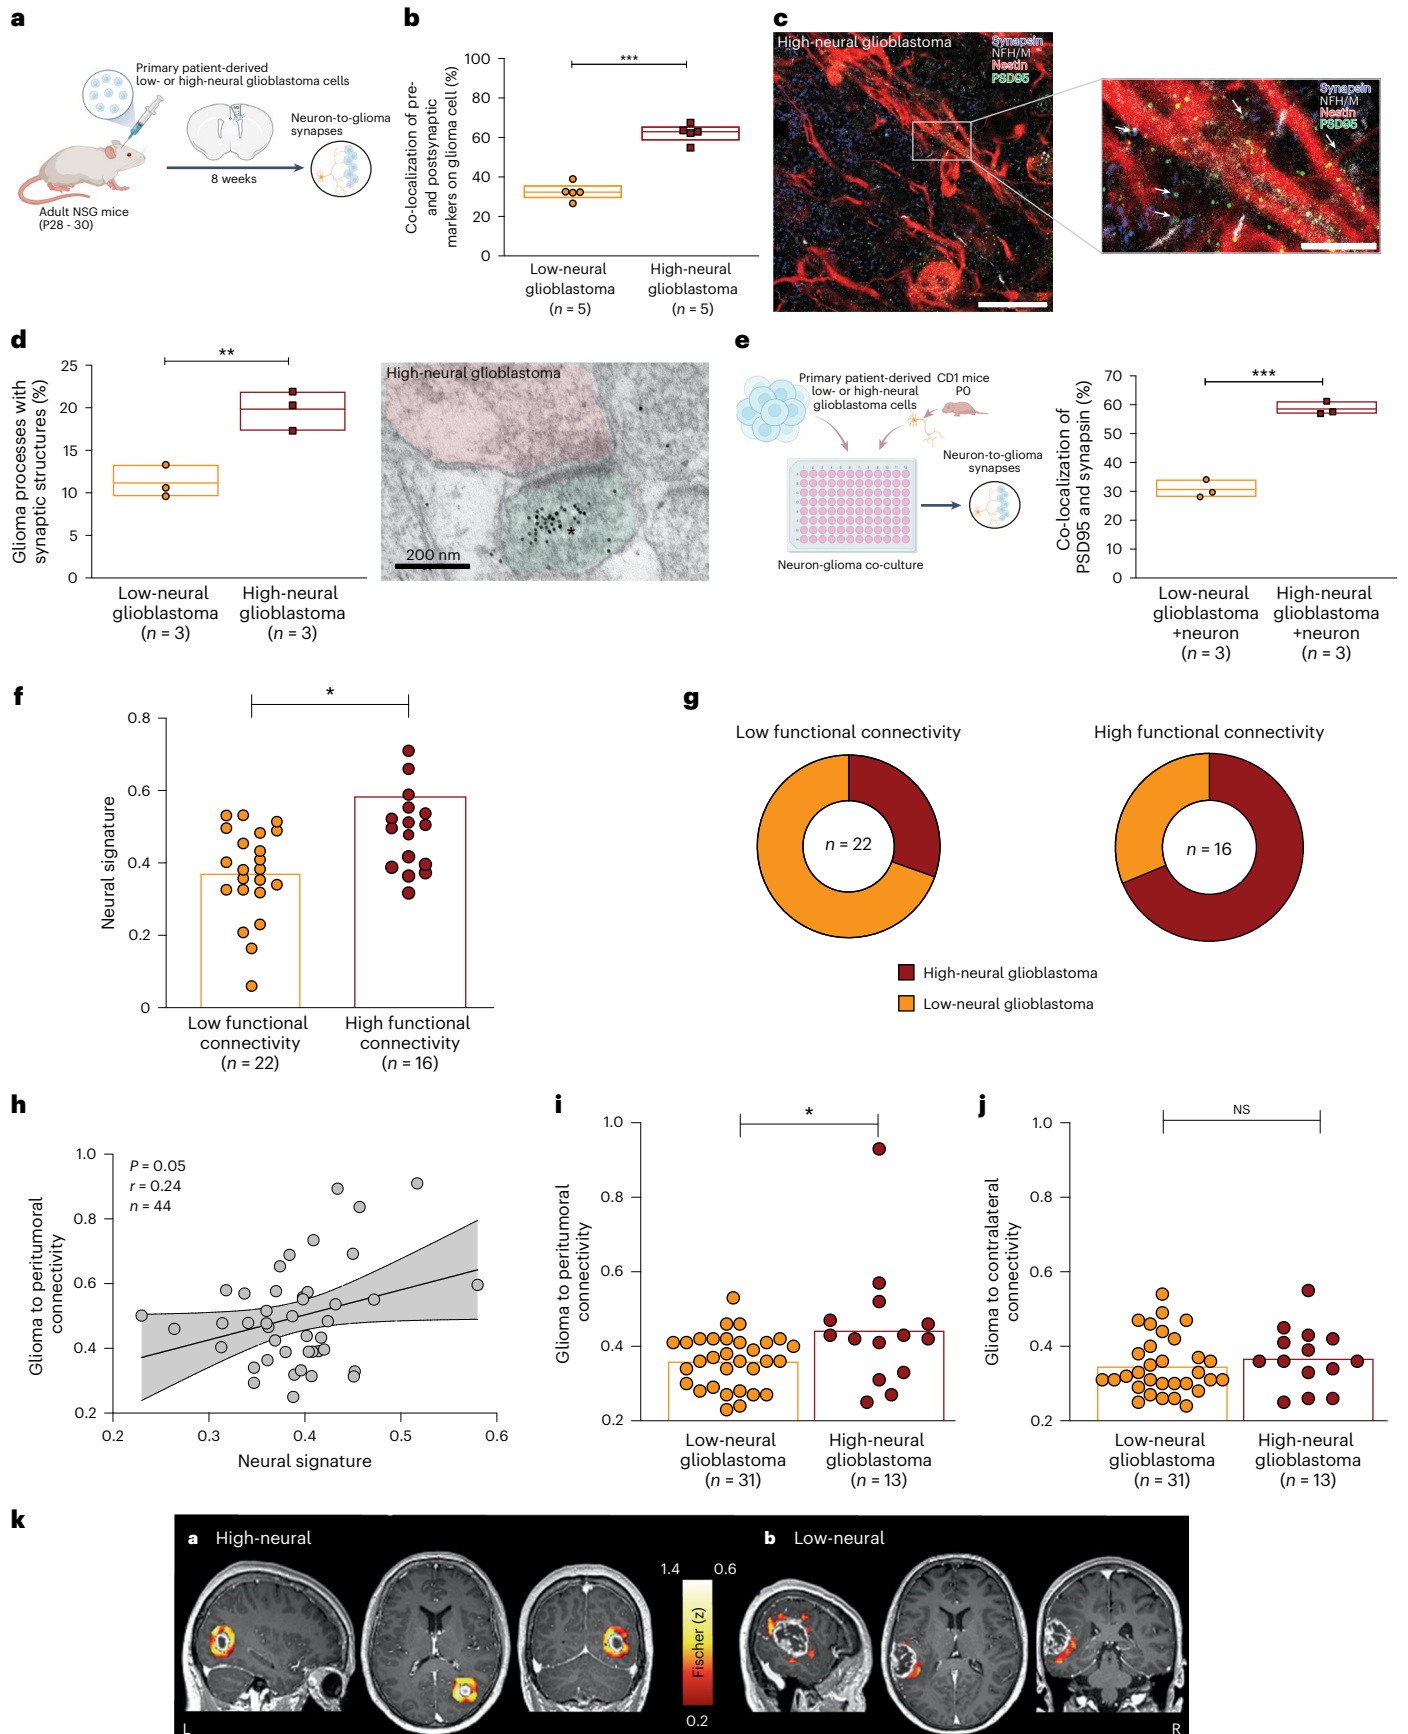 a
Primary patient-derived
low- or high-neural glioblastoma cells
Neuron-to-glioma
synapses
8 weeks
Adult NSG mice
(P28 - 30)
b
Co-localization of pre-
and postsynaptic
markers on glioma cell (%)
100
80
60
40
20
0
***
Low-neural
glioblastoma
(n = 5)
High-neural
glioblastoma
(n = 5)
c
High-neural glioblastoma
Synapsin
NFH/M
Nestin
PSD95
Synapsin
NFH/M
Nestin
PSD95
d
Glioma processes with
synaptic structures (%)
25
20
15
10
5
0
**
Low-neural
glioblastoma
(n = 3)
High-neural
glioblastoma
(n = 3)
High-neural glioblastoma
*
200 nm
e
Primary patient-derived
low- or high-neural
glioblastoma cells
CD1 mice
P0
Neuron-to-glioma
synapses
Neuron-glioma co-culture
Co-localization of
PSD95 and synapsin (%)
70
60
50
40
30
20
10
0
***
Low-neural
glioblastoma
+neuron
(n = 3)
High-neural
glioblastoma
+neuron
(n = 3)
f
Neural signature
0.8
0.6
0.4
0.2
0
*
Low functional
connectivity
(n = 22)
High functional
connectivity
(n = 16)
g
Low functional connectivity
n = 22
High functional connectivity
n = 16
High-neural glioblastoma
Low-neural glioblastoma
h
Glioma to peritumoral
connectivity
1.0
0.8
0.6
0.4
0.2
P = 0.05
r = 0.24
n = 44
0.2
0.3
0.4
0.5
0.6
Neural signature
i
Glioma to peritumoral
connectivity
1.0
0.8
0.6
0.4
0.2
*
Low-neural
glioblastoma
(n = 31)
High-neural
glioblastoma
(n = 13)
j
Glioma to contralateral
connectivity
1.0
0.8
0.6
0.4
0.2
NS
Low-neural
glioblastoma
(n = 31)
High-neural
glioblastoma
(n = 13)
k
a High-neural
1.4 0.6
Fischer (z)
0.2
b Low-neural
L
R